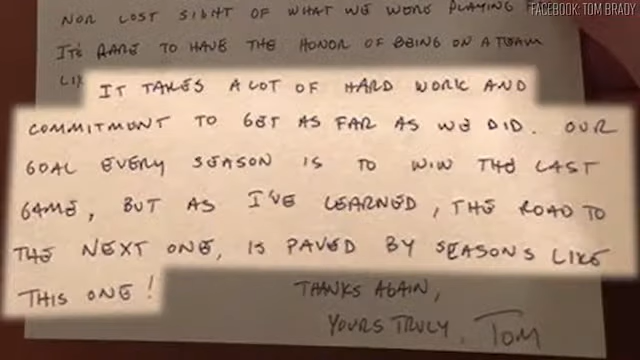 FACEBOOK: TOM BRADY
NOR LOST SIGHT OF WHAT WE WERE PLAYING
IT'S RARE TO HAVE THE HONOR OF BEING ON A TEAM
IT TAKES A LOT OF HARD WORK AND
COMMITMENT TO GET AS FAR AS WE DID. OUR
GOAL EVERY SEASON IS TO WIN THE LAST
GAME, BUT AS I'VE LEARNED, THE ROAD TO
THE NEXT ONE, IS PAVED BY SEASONS LIKE
THIS ONE!
THANKS AGAIN,
YOURS TRULY, TOM